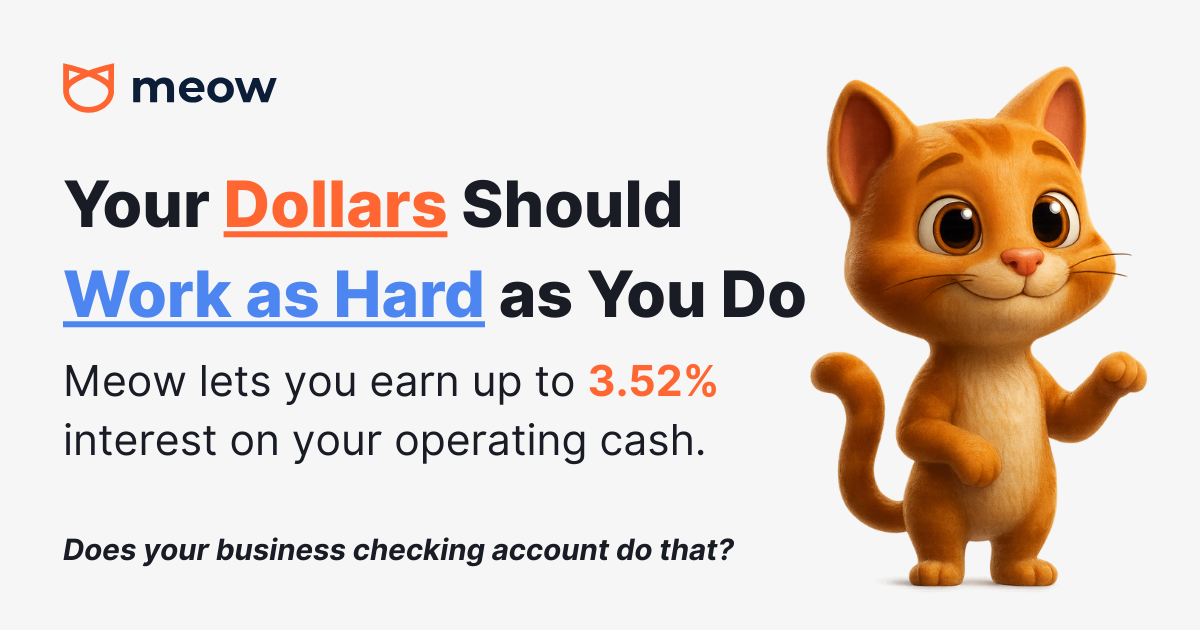 meow
Your Dollars Should
Work as Hard as You Do
Meow lets you earn up to 3.52%
interest on your operating cash.
Does your business checking account do that?